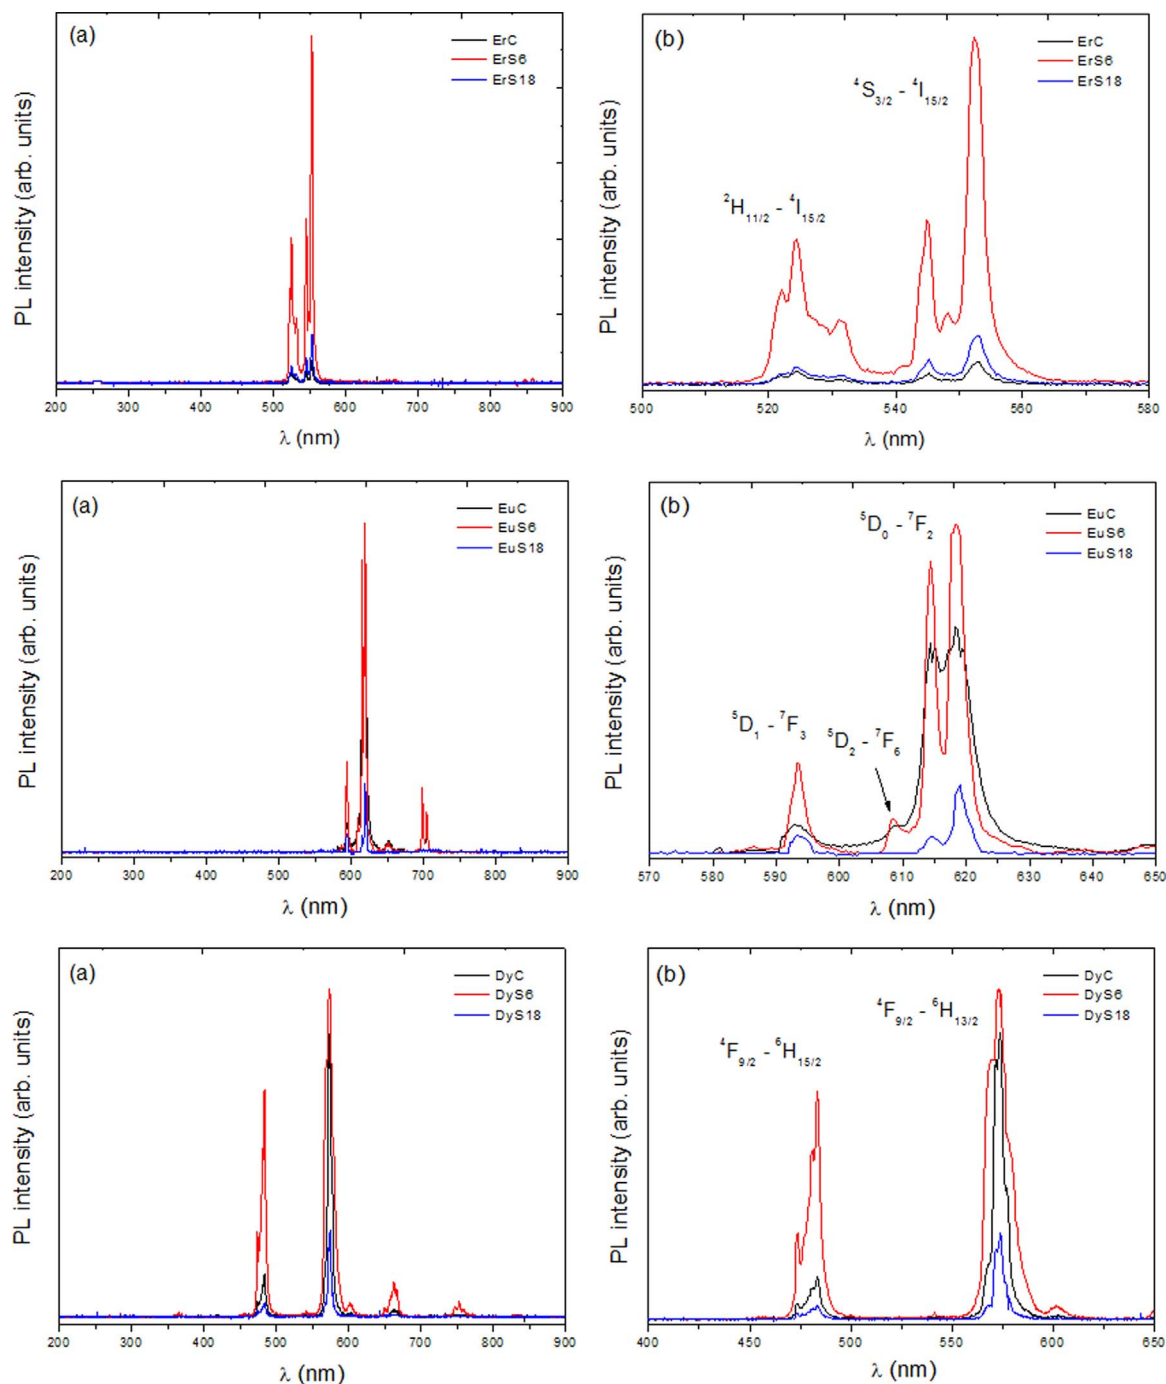 (a)
ErC
ErS6
ErS18
PL intensity (arb. units)
200 300 400 500 600 700 800 900
λ (nm)
(b)
ErC
ErS6
ErS18
⁴S₃/₂ - ⁴I₁₅/₂
²H₁₁/₂ - ⁴I₁₅/₂
PL intensity (arb. units)
500 520 540 560 580
λ (nm)
(a)
EuC
EuS6
EuS18
PL intensity (arb. units)
200 300 400 500 600 700 800 900
λ (nm)
(b)
EuC
EuS6
EuS18
⁵D₀ - ⁷F₂
⁵D₁ - ⁷F₃
⁵D₂ - ⁷F₆
PL intensity (arb. units)
570 580 590 600 610 620 630 640 650
λ (nm)
(a)
DyC
DyS6
DyS18
PL intensity (arb. units)
200 300 400 500 600 700 800 900
λ (nm)
(b)
DyC
DyS6
DyS18
⁴F₉/₂ - ⁶H₁₃/₂
⁴F₉/₂ - ⁶H₁₅/₂
PL intensity (arb. units)
400 450 500 550 600 650
λ (nm)